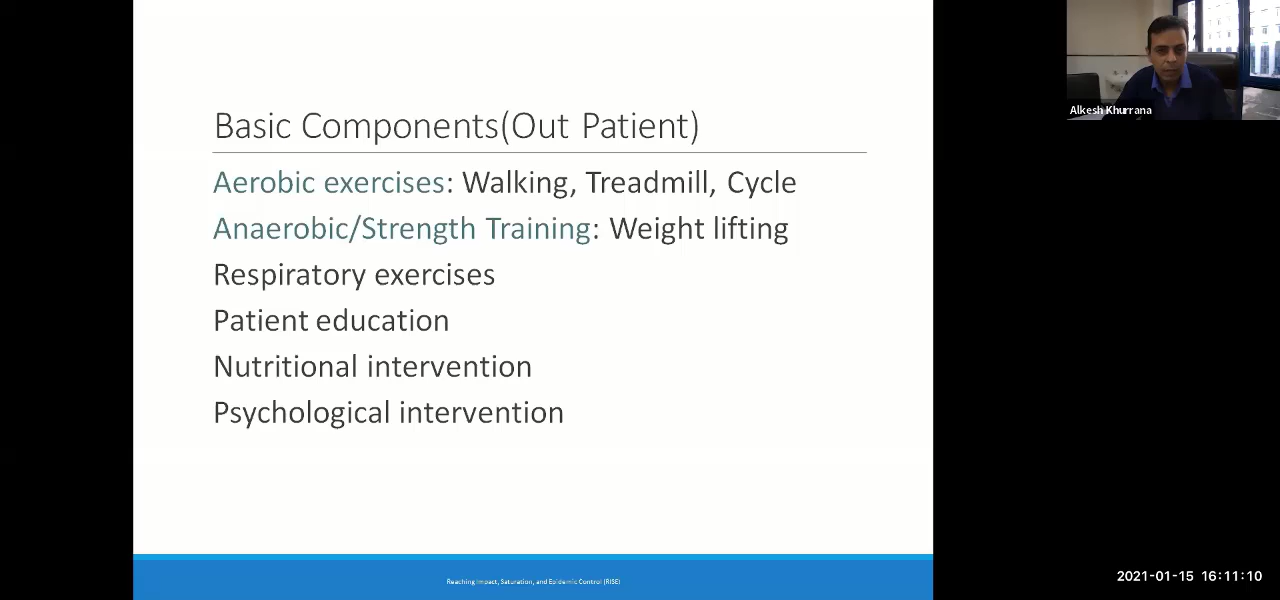 Basic Components(Out Patient)
Aerobic exercises: Walking, Treadmill, Cycle
Anaerobic/Strength Training: Weight lifting
Respiratory exercises
Patient education
Nutritional intervention
Psychological intervention
Reaching Impact, Saturation, and Epidemic Control (RISE)
Alkesh Khurrana
2021-01-15 16:11:10